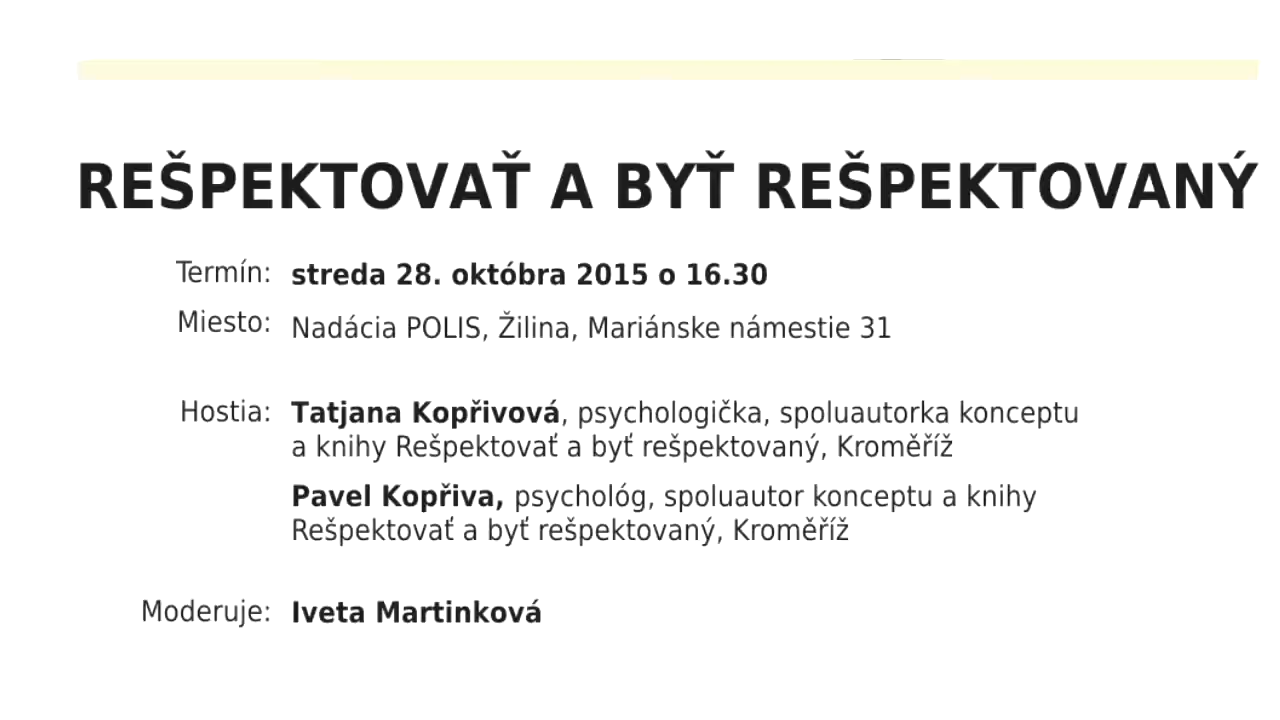 REŠPEKTOVAŤ A BYŤ REŠPEKTOVANÝ
Termín: streda 28. októbra 2015 o 16.30
Miesto: Nadácia POLIS, Žilina, Mariánske námestie 31
Hostia: Tatjana Kopřivová, psychologička, spoluautorka konceptu
a knihy Rešpektovať a byť rešpektovaný, Kroměříž
Pavel Kopřiva, psychológ, spoluautor konceptu a knihy
Rešpektovať a byť rešpektovaný, Kroměříž
Moderuje: Iveta Martinková